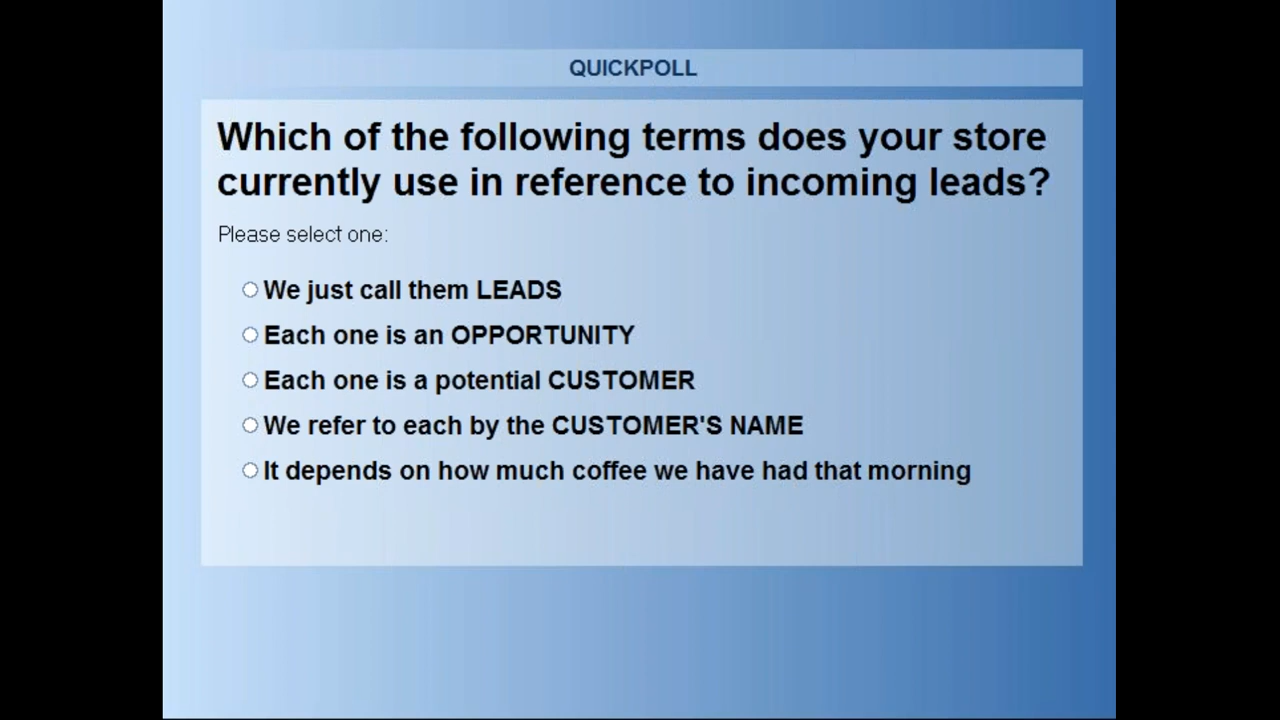 QUICKPOLL
Which of the following terms does your store
currently use in reference to incoming leads?
Please select one:
We just call them LEADS
Each one is an OPPORTUNITY
Each one is a potential CUSTOMER
We refer to each by the CUSTOMER'S NAME
It depends on how much coffee we have had that morning